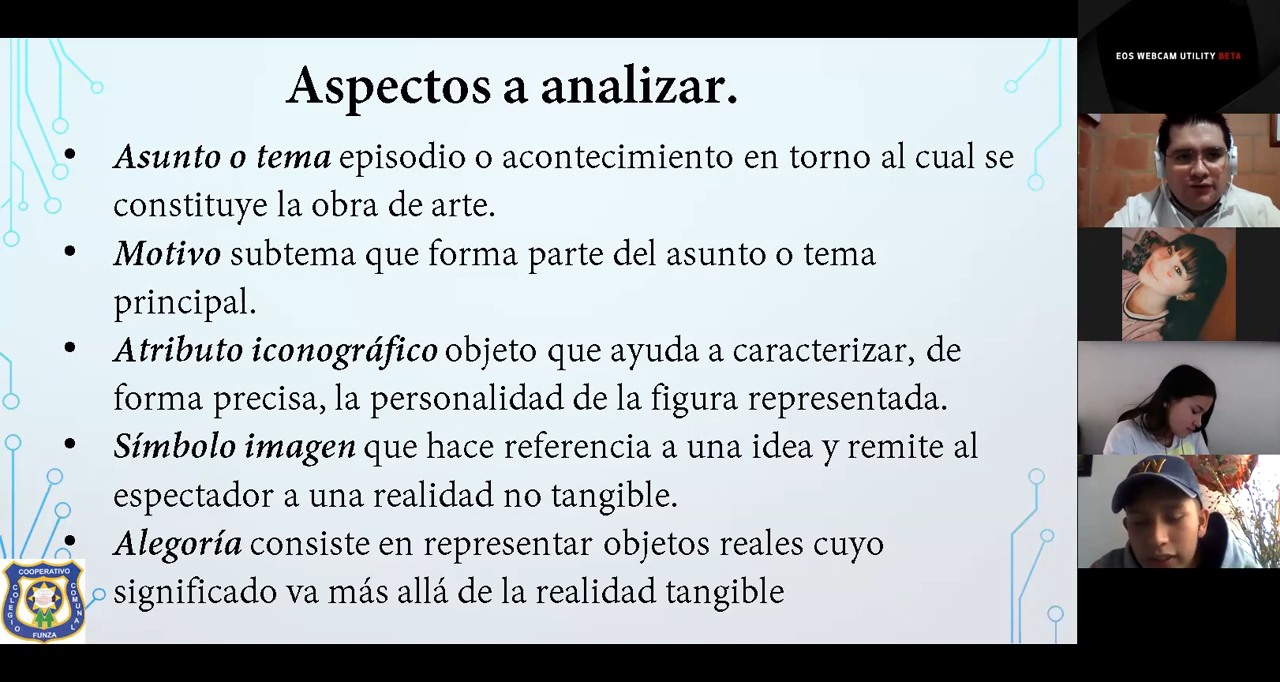 Aspectos a analizar.
• Asunto o tema episodio o acontecimiento en torno al cual se
constituye la obra de arte.
• Motivo subtema que forma parte del asunto o tema
principal.
• Atributo iconográfico objeto que ayuda a caracterizar, de
forma precisa, la personalidad de la figura representada.
• Símbolo imagen que hace referencia a una idea y remite al
espectador a una realidad no tangible.
• Alegoría consiste en representar objetos reales cuyo
significado va más allá de la realidad tangible
COOPERATIVO
COLEGIO
COMUNAL
FUNZA
EOS WEBCAM UTILITY BETA